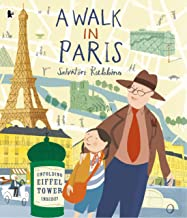 A WALK
IN
PARIS
Salvatore Rubbino
UNFOLDING
EIFFEL
TOWER
INSIDE!